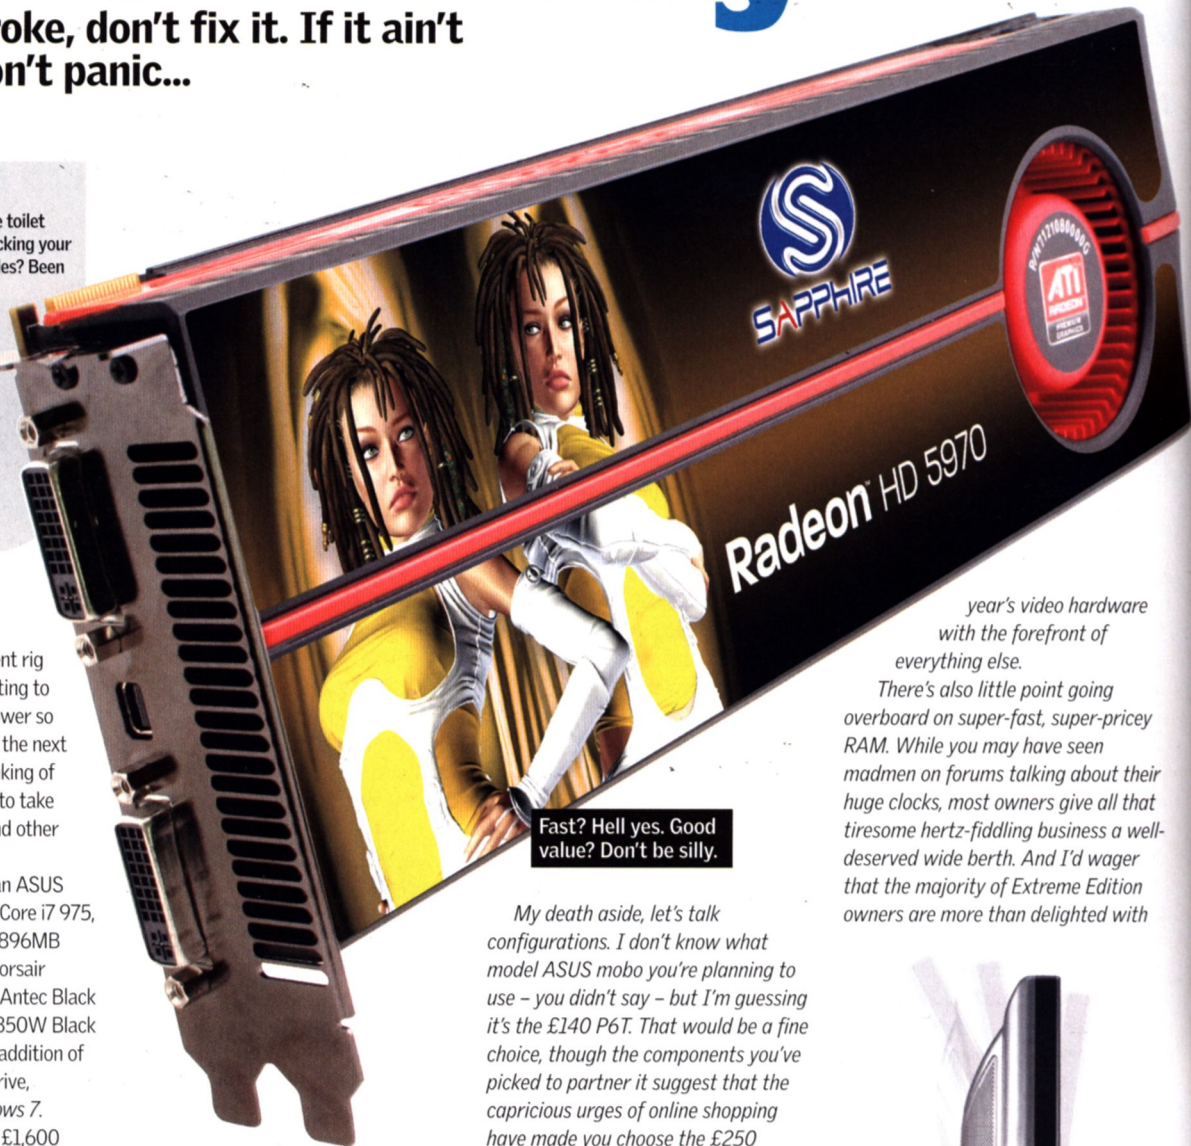 oke, don't fix it. If it ain't
on't panic...
toilet
cking your
es? Been
SAPPHIRE
P/N:T1210B0000G
ATI
RADEON
PREMIUM
GRAPHICS
Radeon™ HD 5970
nt rig
ting to
wer so
the next
king of
to take
d other
an ASUS
Core i7 975,
896MB
orsair
Antec Black
850W Black
addition of
rive,
ows 7.
£1,600
Fast? Hell yes. Good
value? Don't be silly.
My death aside, let's talk
configurations. I don't know what
model ASUS mobo you're planning to
use – you didn't say – but I'm guessing
it's the £140 P6T. That would be a fine
choice, though the components you've
picked to partner it suggest that the
capricious urges of online shopping
have made you choose the £250
year's video hardware
with the forefront of
everything else.
There's also little point going
overboard on super-fast, super-pricey
RAM. While you may have seen
madmen on forums talking about their
huge clocks, most owners give all that
tiresome hertz-fiddling business a well-
deserved wide berth. And I'd wager
that the majority of Extreme Edition
owners are more than delighted with